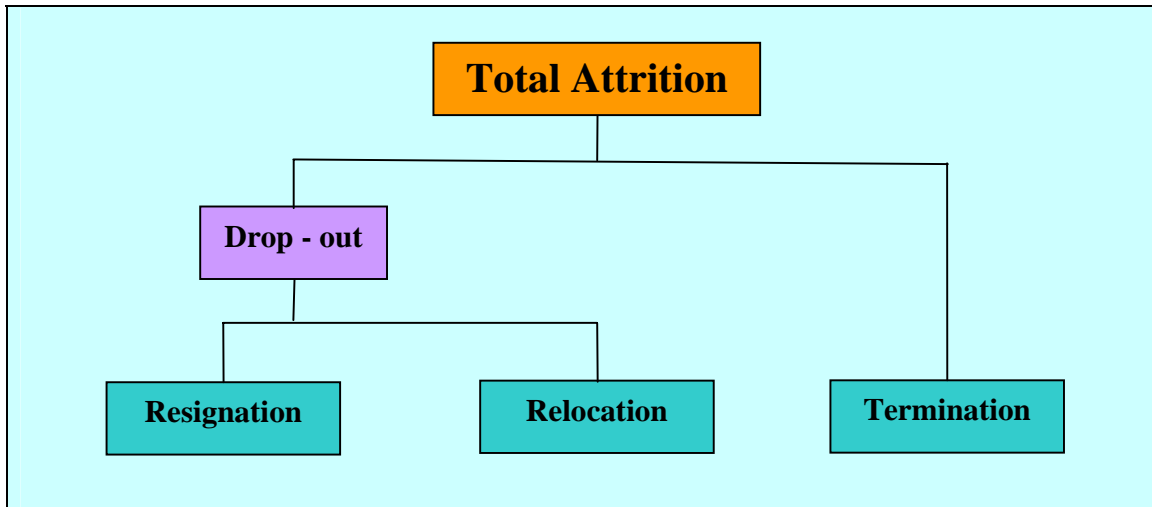 Total Attrition
Drop - out
Resignation
Relocation
Termination